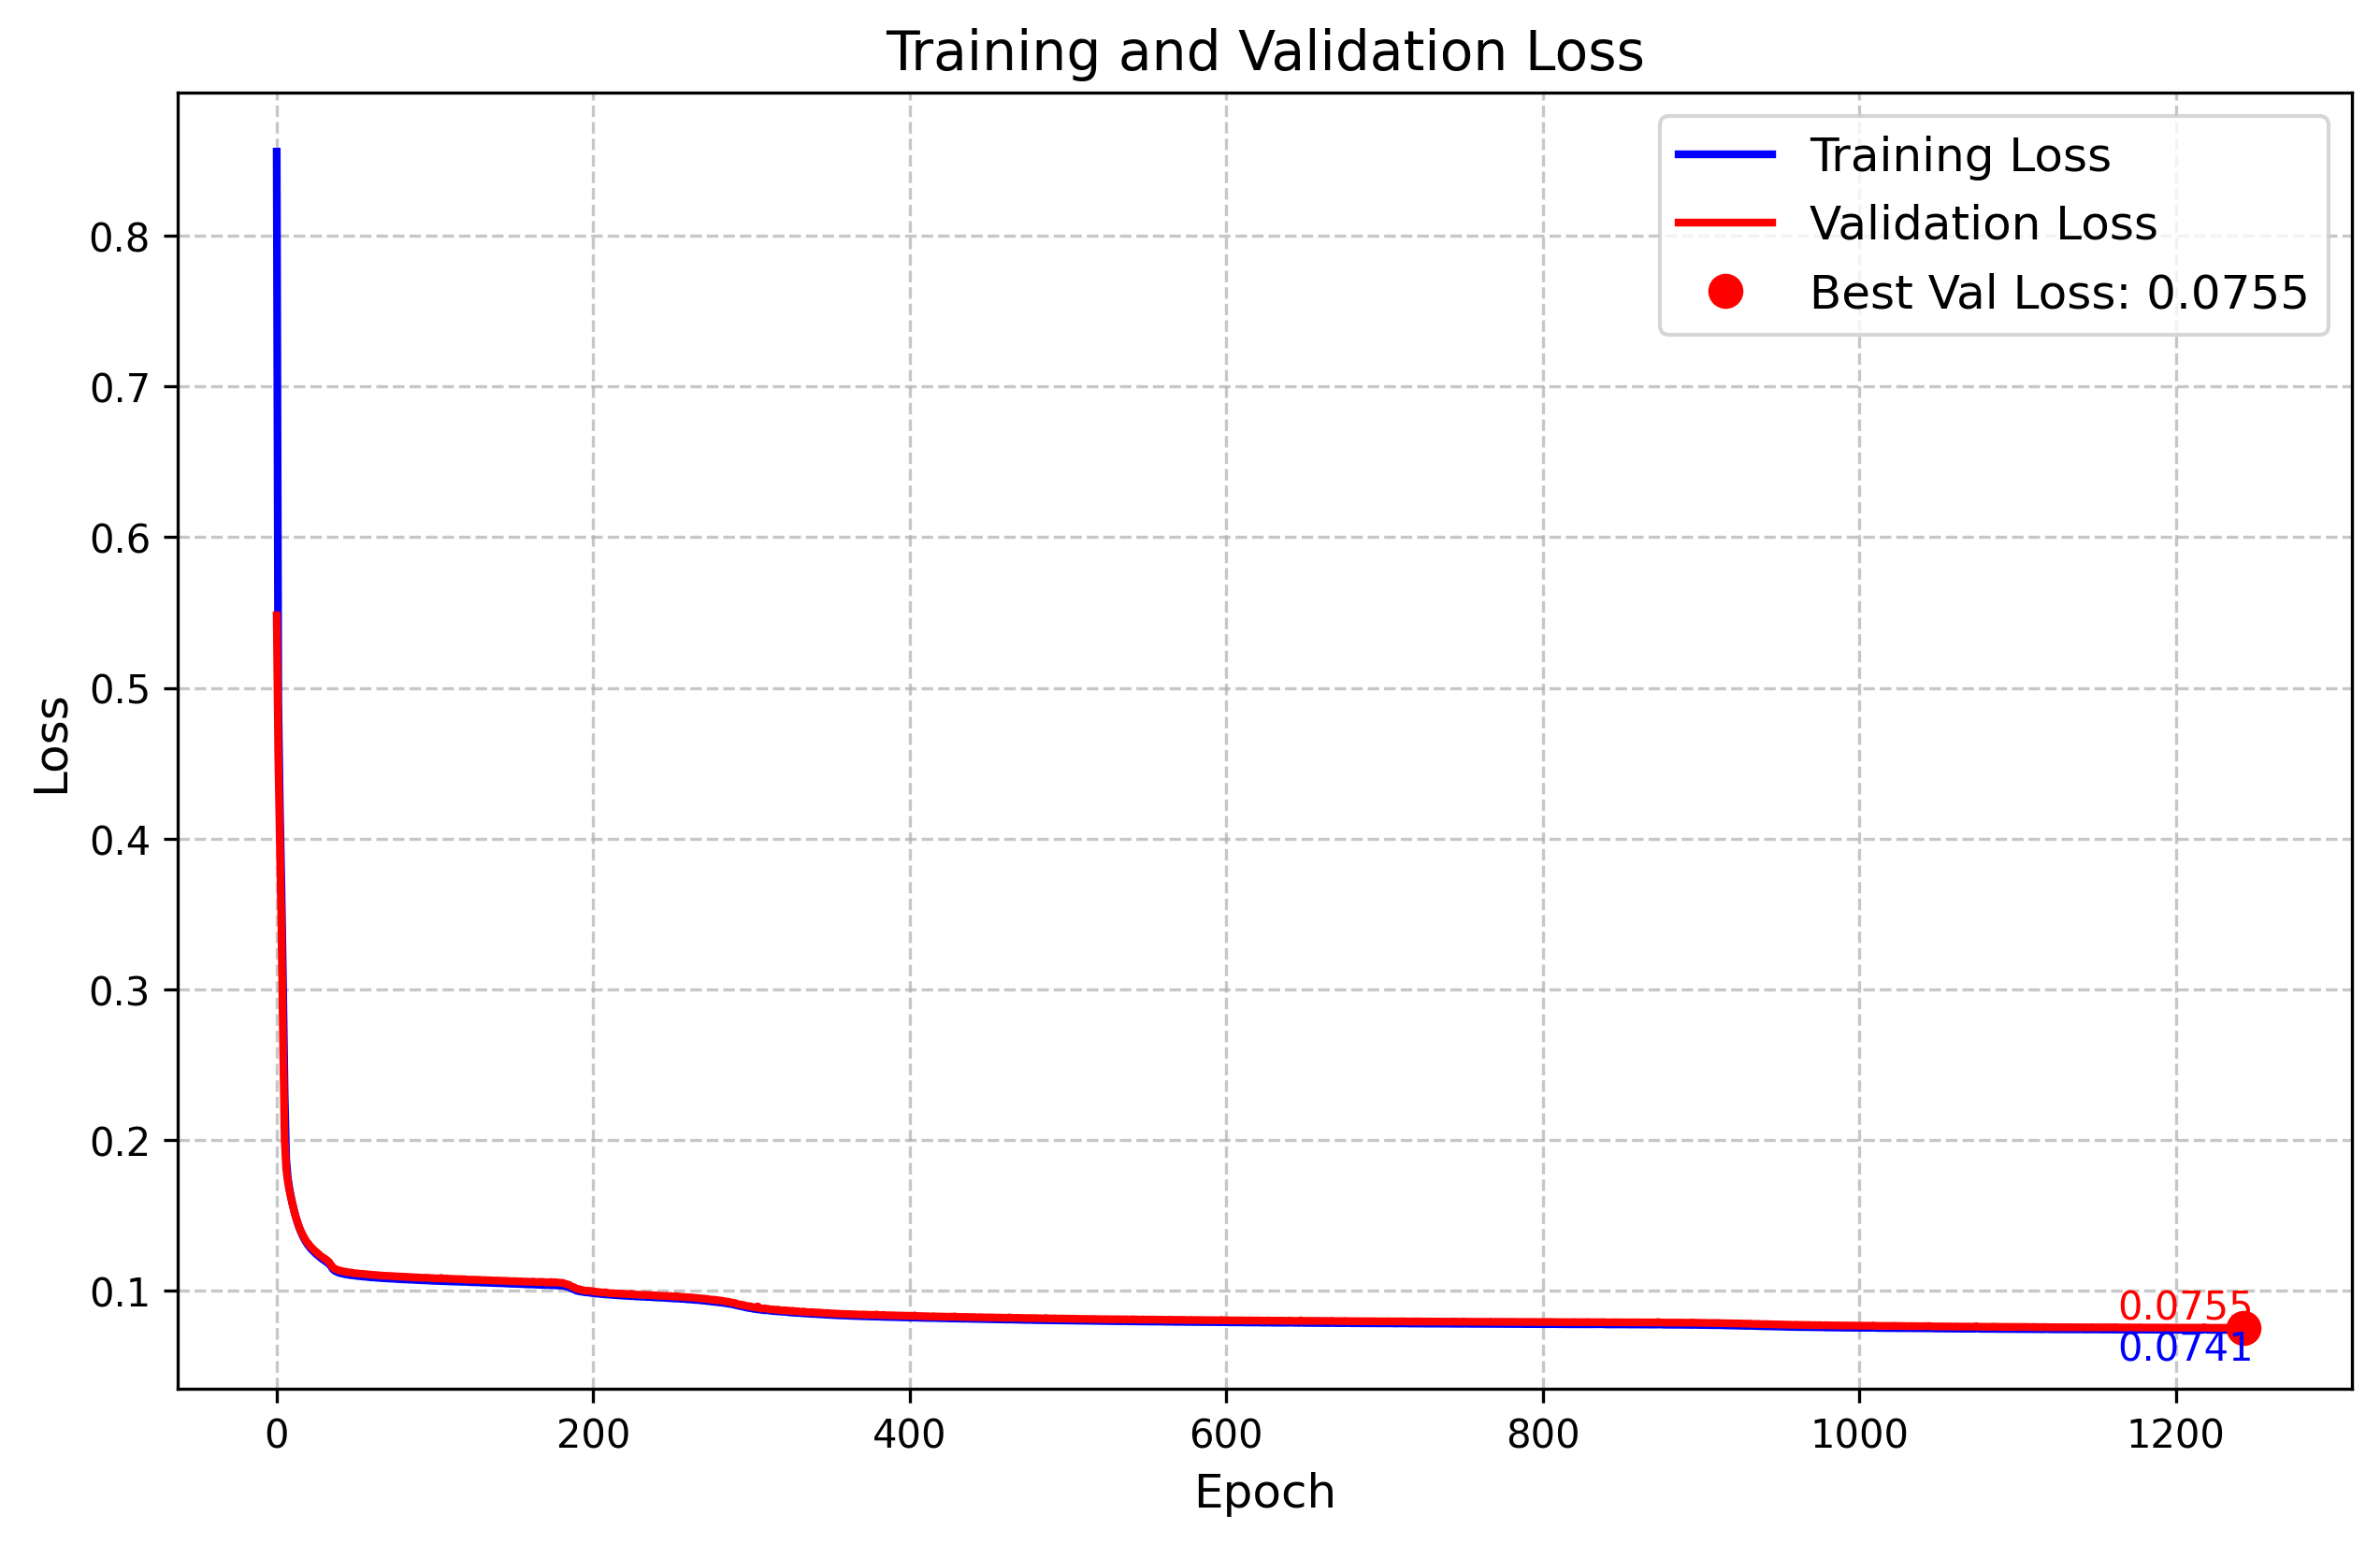 Training and Validation Loss
Training Loss
Validation Loss
Best Val Loss: 0.0755
0.8
0.7
0.6
0.5
0.4
0.3
0.2
0.1
Loss
0.0755
0.0741
0
200
400
600
800
1000
1200
Epoch